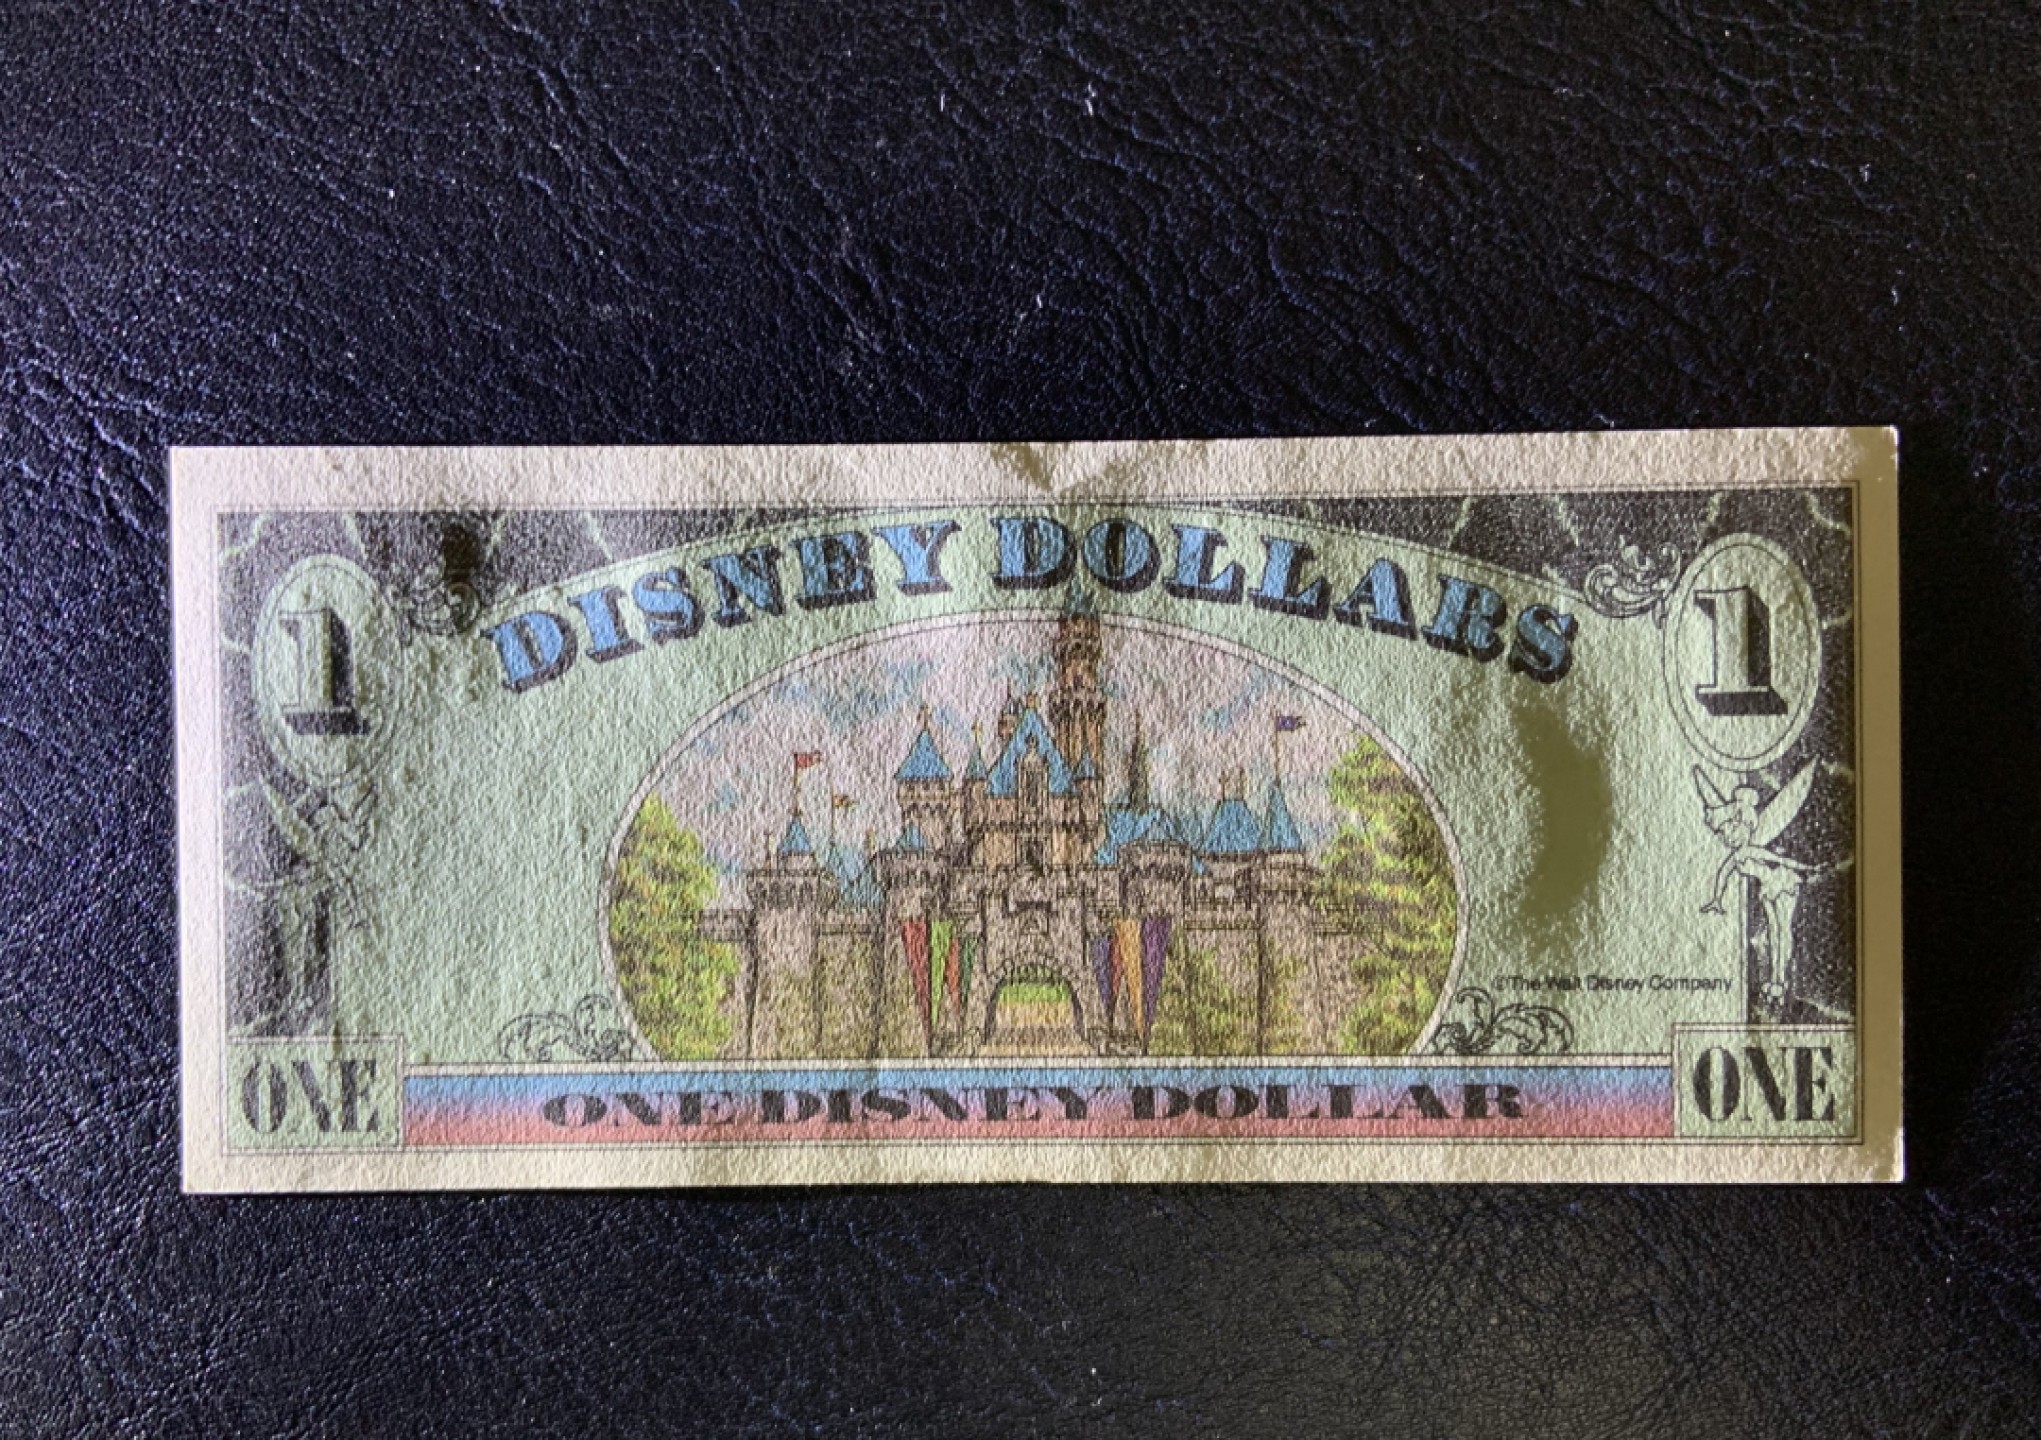 DISNEY DOLLARS
1
1
©The Walt Disney Company
ONE
ONE DISNEY DOLLAR
ONE